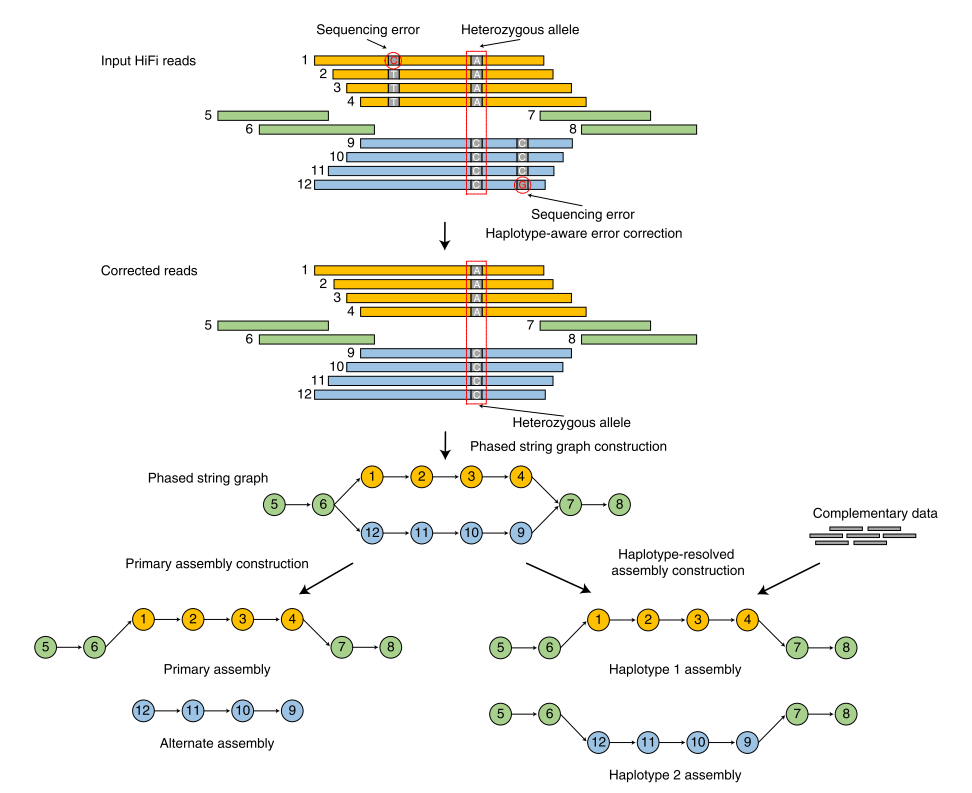 Sequencing error
Heterozygous allele
Input HiFi reads
1 C A
2 T A
3 T A
4 T A
5 7
6 8
9 C C
10 C C
11 C C
12 C G
Sequencing error
Haplotype-aware error correction
Corrected reads
1 A
2 A
3 A
4 A
5 7
6 8
9 C
10 C
11 C
12 C
Heterozygous allele
Phased string graph construction
Phased string graph
1 2 3 4
5 6 7 8
12 11 10 9
Complementary data
Primary assembly construction
Haplotype-resolved
assembly construction
1 2 3 4
5 6 7 8
Primary assembly
12 11 10 9
Alternate assembly
1 2 3 4
5 6 7 8
Haplotype 1 assembly
5 6 7 8
12 11 10 9
Haplotype 2 assembly